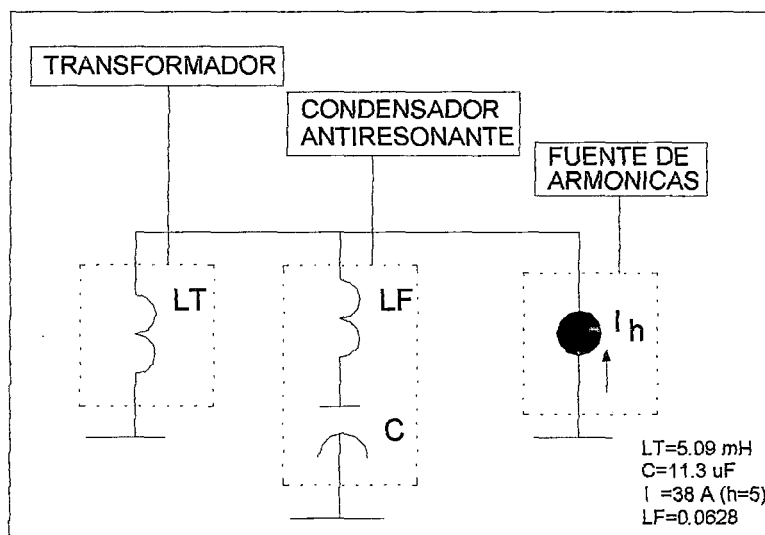 TRANSFORMADOR
CONDENSADOR
ANTIRESONANTE
FUENTE DE
ARMONICAS
LT
LF
I h
C
LT=5.09 mH
C=11.3 uF
I =38 A (h=5)
LF=0.0628